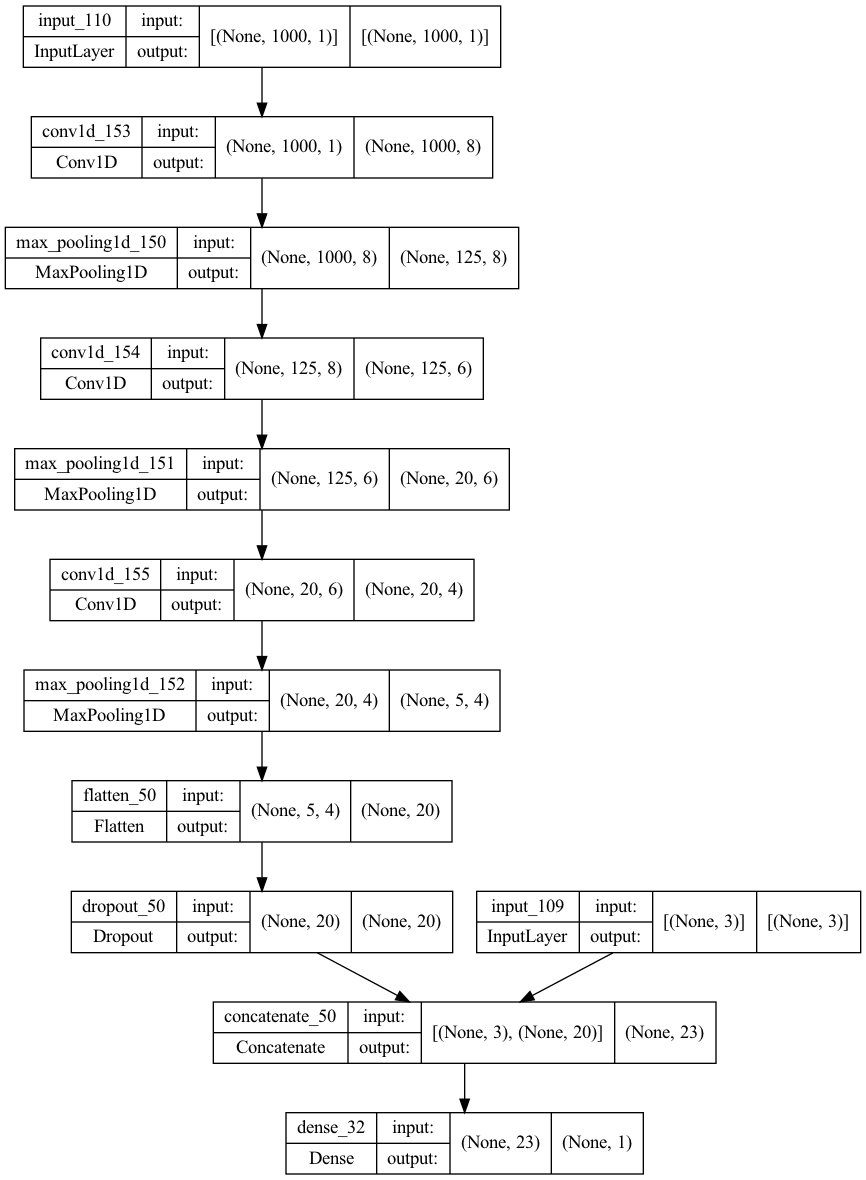 input_110
input:
[(None, 1000, 1)]
[(None, 1000, 1)]
InputLayer
output:
conv1d_153
input:
(None, 1000, 1)
(None, 1000, 8)
Conv1D
output:
max_pooling1d_150
input:
(None, 1000, 8)
(None, 125, 8)
MaxPooling1D
output:
conv1d_154
input:
(None, 125, 8)
(None, 125, 6)
Conv1D
output:
max_pooling1d_151
input:
(None, 125, 6)
(None, 20, 6)
MaxPooling1D
output:
conv1d_155
input:
(None, 20, 6)
(None, 20, 4)
Conv1D
output:
max_pooling1d_152
input:
(None, 20, 4)
(None, 5, 4)
MaxPooling1D
output:
flatten_50
input:
(None, 5, 4)
(None, 20)
Flatten
output:
dropout_50
input:
(None, 20)
(None, 20)
Dropout
output:
input_109
input:
[(None, 3)]
[(None, 3)]
InputLayer
output:
concatenate_50
input:
[(None, 3), (None, 20)]
(None, 23)
Concatenate
output:
dense_32
input:
(None, 23)
(None, 1)
Dense
output: